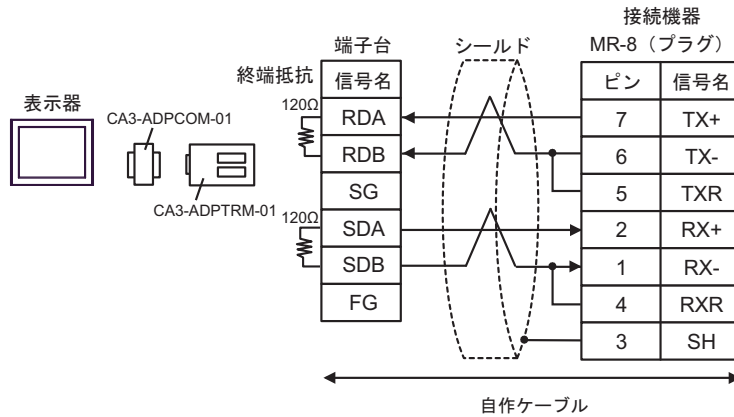 接続機器
端子台 シールド MR-8（プラグ）
終端抵抗 信号名 ピン 信号名
表示器
CA3-ADPCOM-01
CA3-ADPTRM-01
120Ω RDA 7 TX+
RDB 6 TX-
SG 5 TXR
120Ω SDA 2 RX+
SDB 1 RX-
FG 4 RXR
3 SH
自作ケーブル